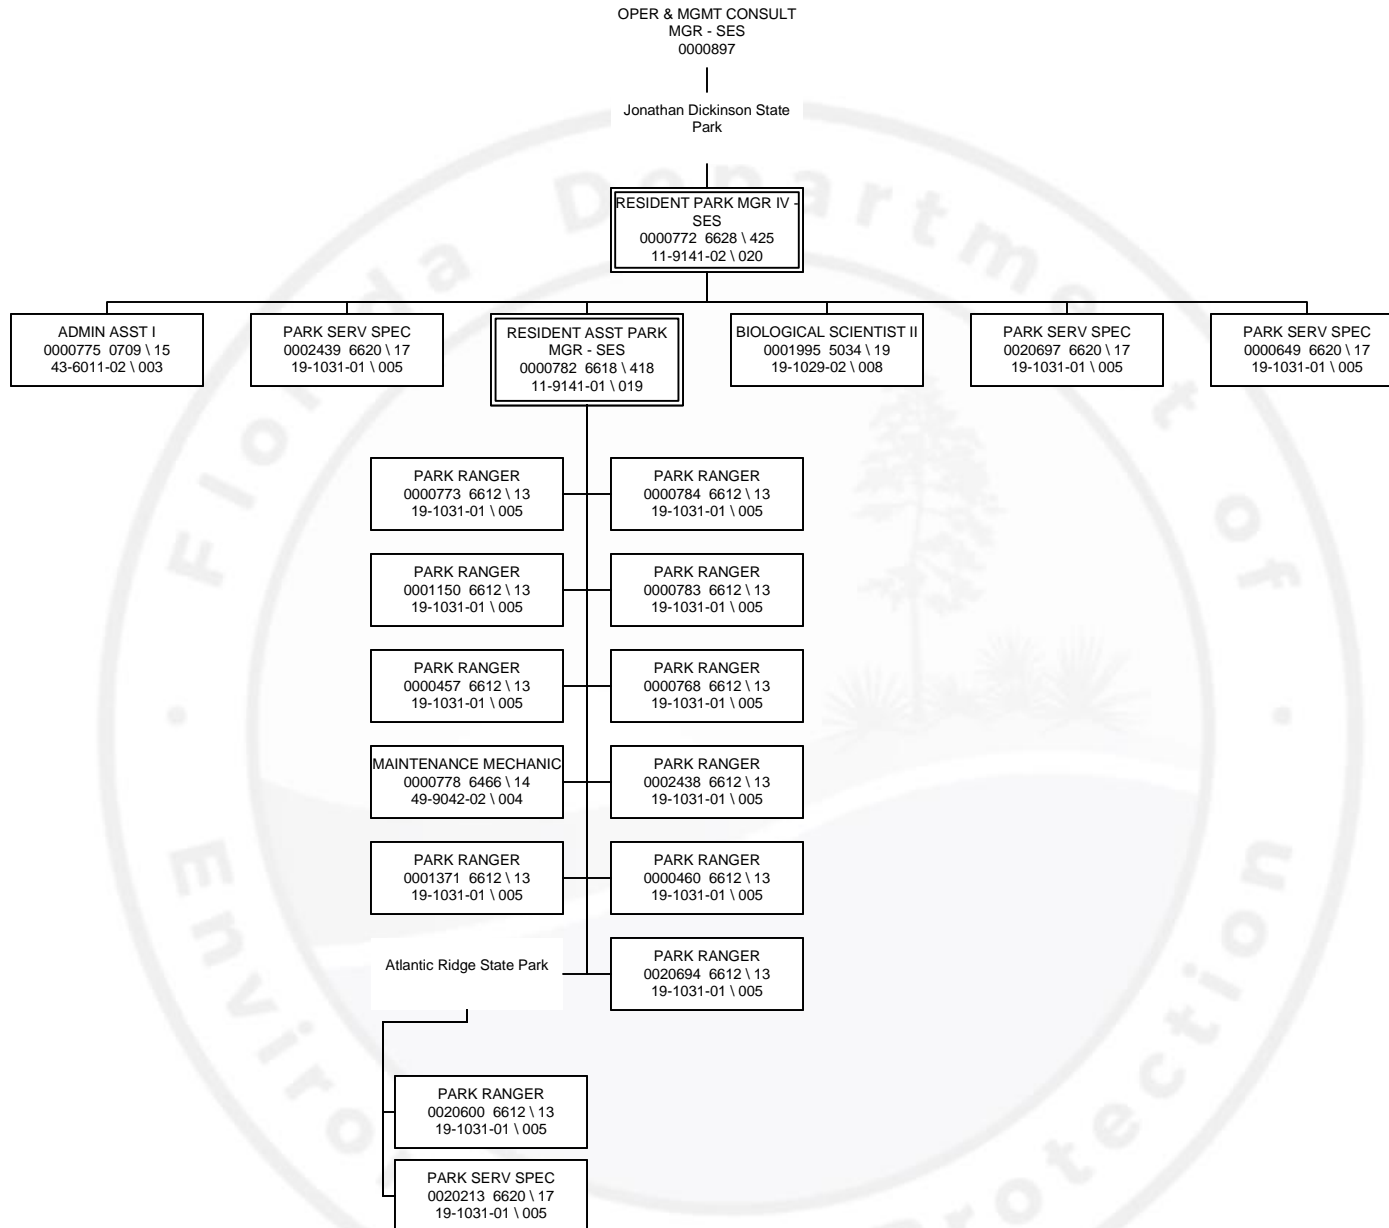 OPER & MGMT CONSULT
MGR - SES
0000897
Jonathan Dickinson State
Park
RESIDENT PARK MGR IV -
SES
0000772 6628 \ 425
11-9141-02 \ 020
ADMIN ASST I
0000775 0709 \ 15
43-6011-02 \ 003
PARK SERV SPEC
0002439 6620 \ 17
19-1031-01 \ 005
RESIDENT ASST PARK
MGR - SES
0000782 6618 \ 418
11-9141-01 \ 019
BIOLOGICAL SCIENTIST II
0001995 5034 \ 19
19-1029-02 \ 008
PARK SERV SPEC
0020697 6620 \ 17
19-1031-01 \ 005
PARK SERV SPEC
0000649 6620 \ 17
19-1031-01 \ 005
PARK RANGER
0000773 6612 \ 13
19-1031-01 \ 005
PARK RANGER
0000784 6612 \ 13
19-1031-01 \ 005
PARK RANGER
0001150 6612 \ 13
19-1031-01 \ 005
PARK RANGER
0000783 6612 \ 13
19-1031-01 \ 005
PARK RANGER
0000457 6612 \ 13
19-1031-01 \ 005
PARK RANGER
0000768 6612 \ 13
19-1031-01 \ 005
MAINTENANCE MECHANIC
0000778 6466 \ 14
49-9042-02 \ 004
PARK RANGER
0002438 6612 \ 13
19-1031-01 \ 005
PARK RANGER
0001371 6612 \ 13
19-1031-01 \ 005
PARK RANGER
0000460 6612 \ 13
19-1031-01 \ 005
Atlantic Ridge State Park
PARK RANGER
0020694 6612 \ 13
19-1031-01 \ 005
PARK RANGER
0020600 6612 \ 13
19-1031-01 \ 005
PARK SERV SPEC
0020213 6620 \ 17
19-1031-01 \ 005
Florida Department of
Protection